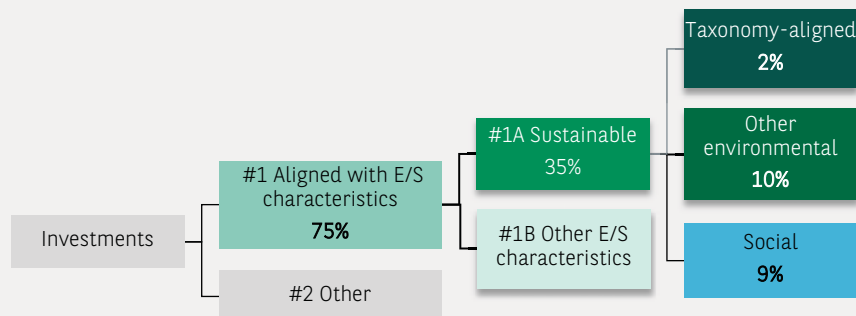 Investments
#1 Aligned with E/S
characteristics
75%
#2 Other
#1A Sustainable
35%
#1B Other E/S
characteristics
Taxonomy-aligned
2%
Other
environmental
10%
Social
9%